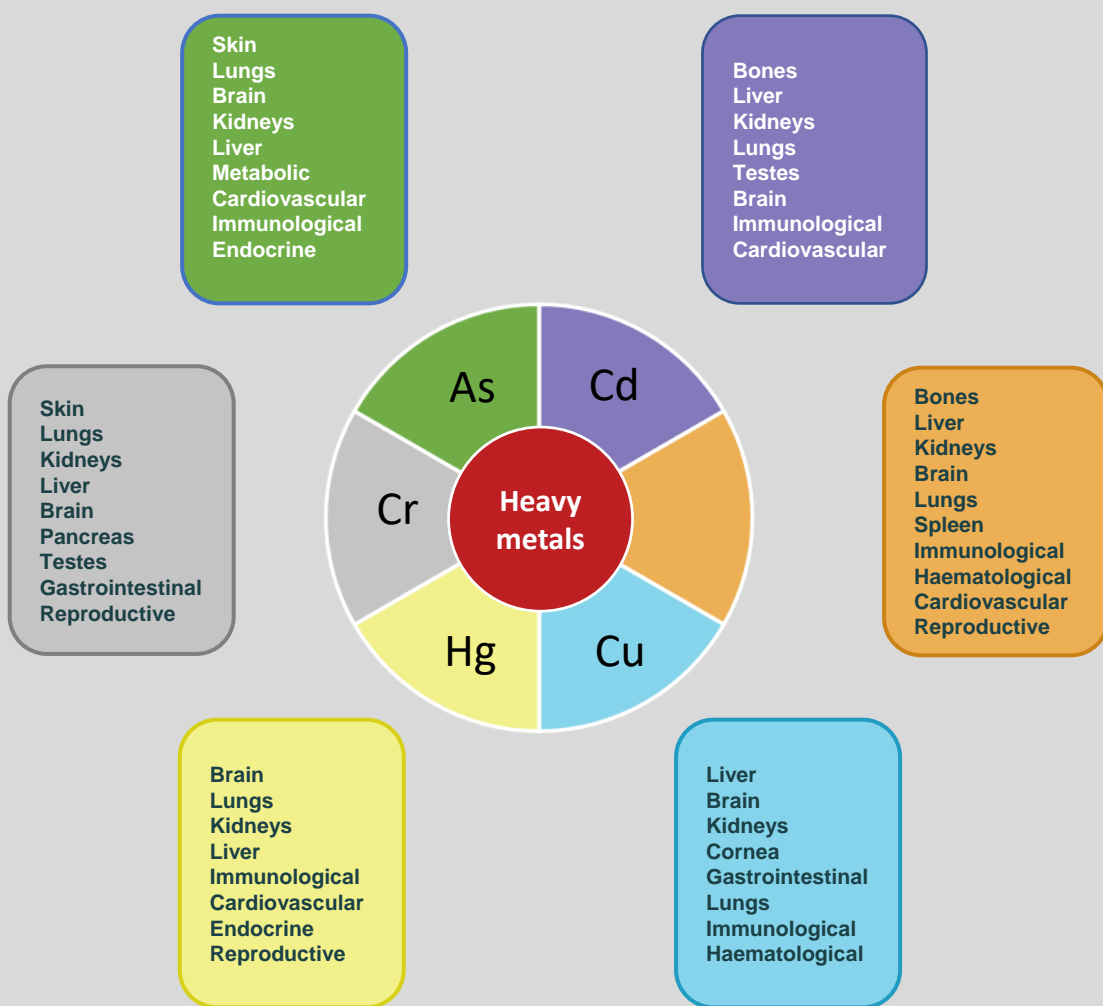 Skin
Lungs
Brain
Kidneys
Liver
Metabolic
Cardiovascular
Immunological
Endocrine
Bones
Liver
Kidneys
Lungs
Testes
Brain
Immunological
Cardiovascular
Skin
Lungs
Kidneys
Liver
Brain
Pancreas
Testes
Gastrointestinal
Reproductive
As
Cd
Cr
Heavy
metals
Hg
Cu
Bones
Liver
Kidneys
Brain
Lungs
Spleen
Immunological
Haematological
Cardiovascular
Reproductive
Brain
Lungs
Kidneys
Liver
Immunological
Cardiovascular
Endocrine
Reproductive
Liver
Brain
Kidneys
Cornea
Gastrointestinal
Lungs
Immunological
Haematological